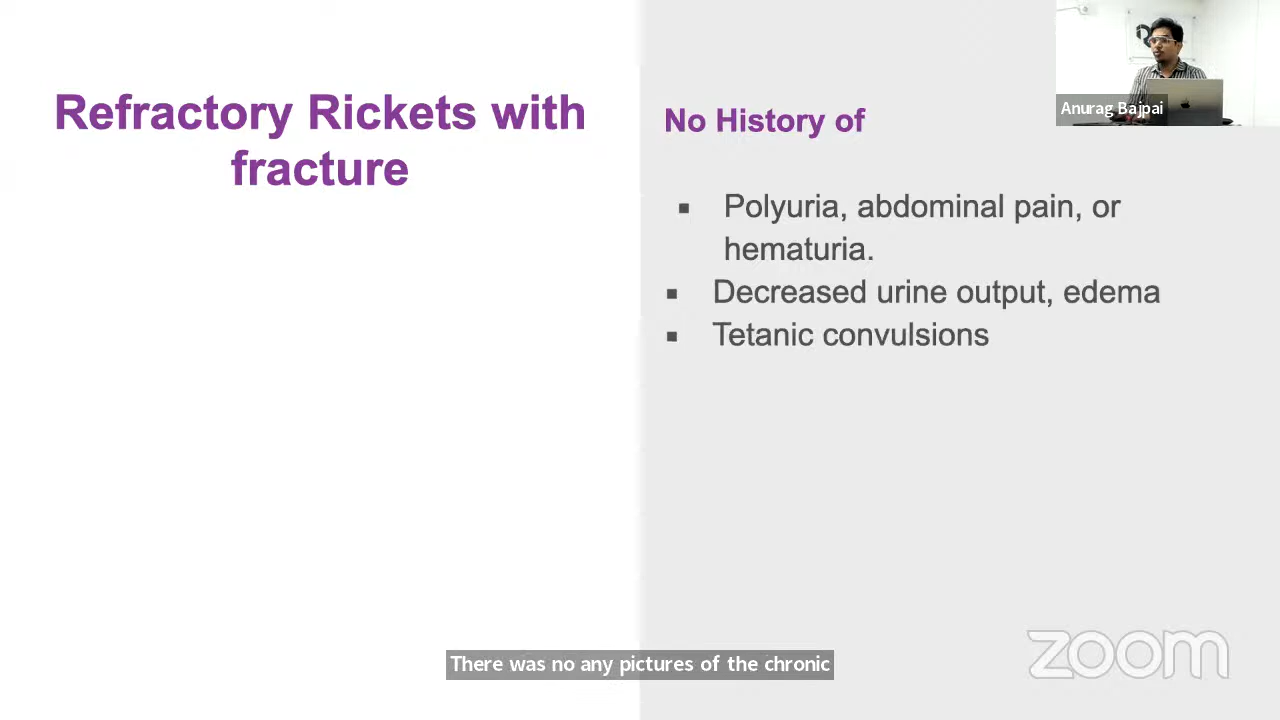 Refractory Rickets with
fracture
No History of
▪ Polyuria, abdominal pain, or
hematuria.
▪ Decreased urine output, edema
▪ Tetanic convulsions
Anurag Bajpai
There was no any pictures of the chronic
zoom